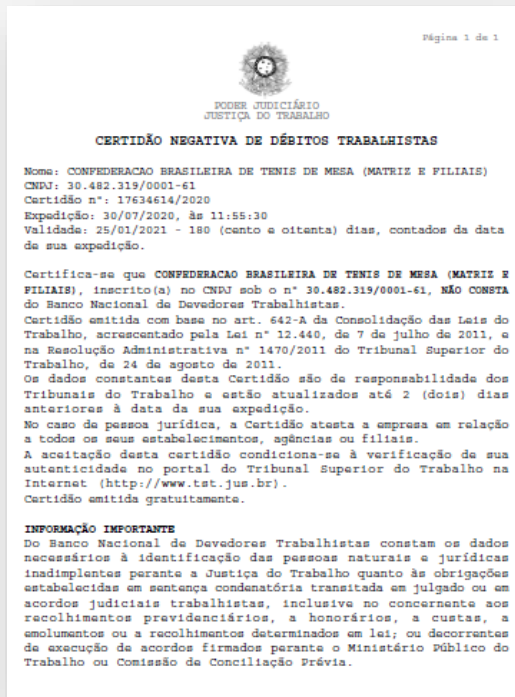 Página 1 de 1
PODER JUDICIÁRIO
JUSTIÇA DO TRABALHO
CERTIDÃO NEGATIVA DE DÉBITOS TRABALHISTAS
Nome: CONFEDERACAO BRASILEIRA DE TENIS DE MESA (MATRIZ E FILIAIS)
CNPJ: 30.482.319/0001-61
Certidão n°: 17634614/2020
Expedição: 30/07/2020, às 11:55:30
Validade: 25/01/2021 - 180 (cento e oitenta) dias, contados da data
de sua expedição.
Certifica-se que CONFEDERACAO BRASILEIRA DE TENIS DE MESA (MATRIZ E
FILIAIS), inscrito(a) no CNPJ sob o n° 30.482.319/0001-61, NÃO CONSTA
do Banco Nacional de Devedores Trabalhistas.
Certidão emitida com base no art. 642-A da Consolidação das Leis do
Trabalho, acrescentado pela Lei n° 12.440, de 7 de julho de 2011, e
na Resolução Administrativa n° 1470/2011 do Tribunal Superior do
Trabalho, de 24 de agosto de 2011.
Os dados constantes desta Certidão são de responsabilidade dos
Tribunais do Trabalho e estão atualizados até 2 (dois) dias
anteriores à data da sua expedição.
No caso de pessoa jurídica, a Certidão atesta a empresa em relação
a todos os seus estabelecimentos, agências ou filiais.
A aceitação desta certidão condiciona-se à verificação de sua
autenticidade no portal do Tribunal Superior do Trabalho na
Internet (http://www.tst.jus.br).
Certidão emitida gratuitamente.
INFORMAÇÃO IMPORTANTE
Do Banco Nacional de Devedores Trabalhistas constam os dados
necessários à identificação das pessoas naturais e jurídicas
inadimplentes perante a Justiça do Trabalho quanto às obrigações
estabelecidas em sentença condenatória transitada em julgado ou em
acordos judiciais trabalhistas, inclusive no concernente aos
recolhimentos previdenciários, a honorários, a custas, a
emolumentos ou a recolhimentos determinados em lei; ou decorrentes
de execução de acordos firmados perante o Ministério Público do
Trabalho ou Comissão de Conciliação Prévia.